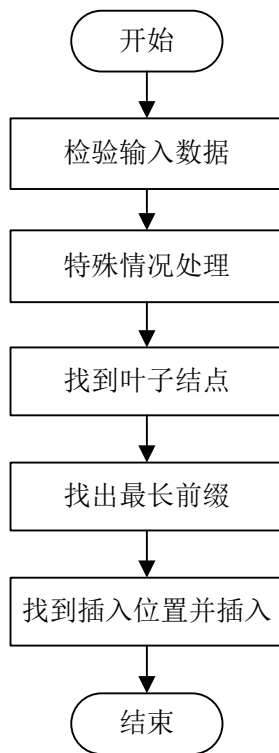 开始
检验输入数据
特殊情况处理
找到叶子结点
找出最长前缀
找到插入位置并插入
结束